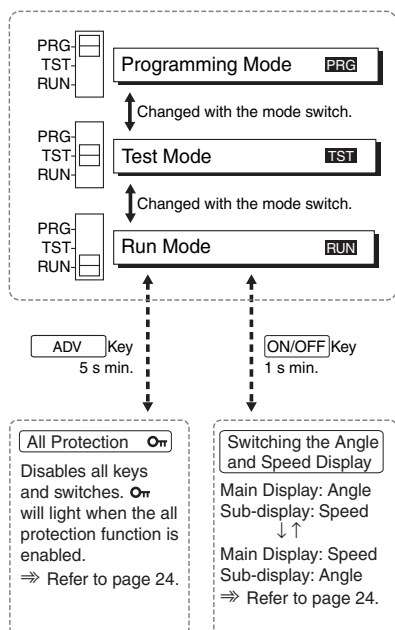 PRG
TST
RUN
Programming Mode PRG
Changed with the mode switch.
PRG
TST
RUN
Test Mode TST
Changed with the mode switch.
PRG
TST
RUN
Run Mode RUN
ADV Key
5 s min.
ON/OFF Key
1 s min.
All Protection
Disables all keys
and switches.
will light when the all
protection function is
enabled.
⇒ Refer to page 24.
Switching the Angle
and Speed Display
Main Display: Angle
Sub-display: Speed
↓↑
Main Display: Speed
Sub-display: Angle
⇒ Refer to page 24.